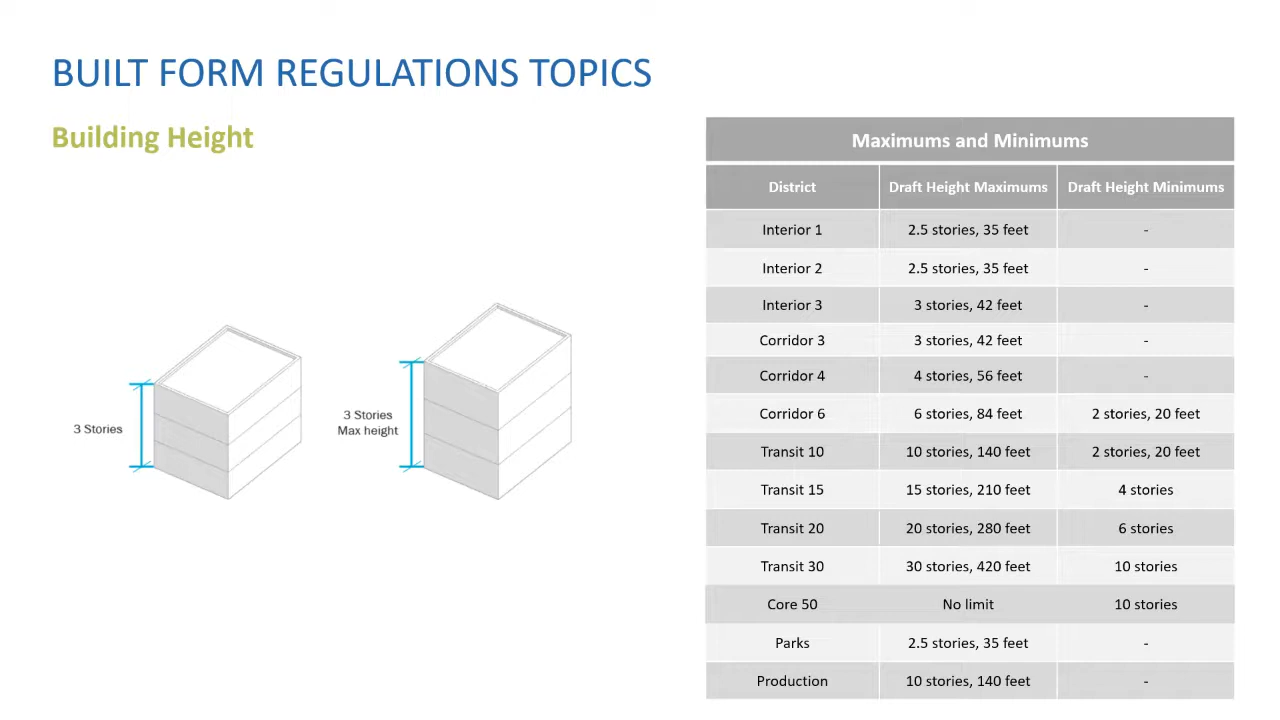 BUILT FORM REGULATIONS TOPICS
Building Height
3 Stories
3 Stories
Max height
Maximums and Minimums
District Draft Height Maximums Draft Height Minimums
Interior 1 2.5 stories, 35 feet -
Interior 2 2.5 stories, 35 feet -
Interior 3 3 stories, 42 feet -
Corridor 3 3 stories, 42 feet -
Corridor 4 4 stories, 56 feet -
Corridor 6 6 stories, 84 feet 2 stories, 20 feet
Transit 10 10 stories, 140 feet 2 stories, 20 feet
Transit 15 15 stories, 210 feet 4 stories
Transit 20 20 stories, 280 feet 6 stories
Transit 30 30 stories, 420 feet 10 stories
Core 50 No limit 10 stories
Parks 2.5 stories, 35 feet -
Production 10 stories, 140 feet -